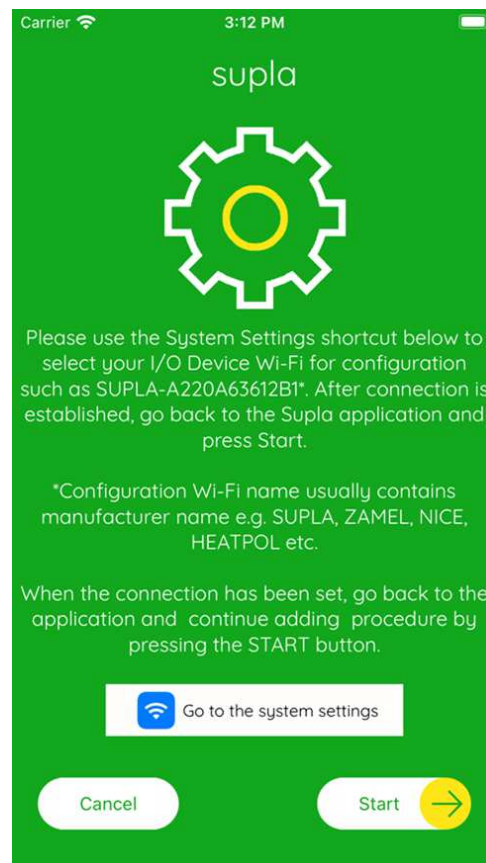 Carrier 3:12 PM
supla
Please use the System Settings shortcut below to
select your I/O Device Wi-Fi for configuration
such as SUPLA-A220A63612B1*. After connection is
established, go back to the Supla application and
press Start.
*Configuration Wi-Fi name usually contains
manufacturer name e.g. SUPLA, ZAMEL, NICE,
HEATPOL etc.
When the connection has been set, go back to the
application and continue adding procedure by
pressing the START button.
Go to the system settings
Cancel Start